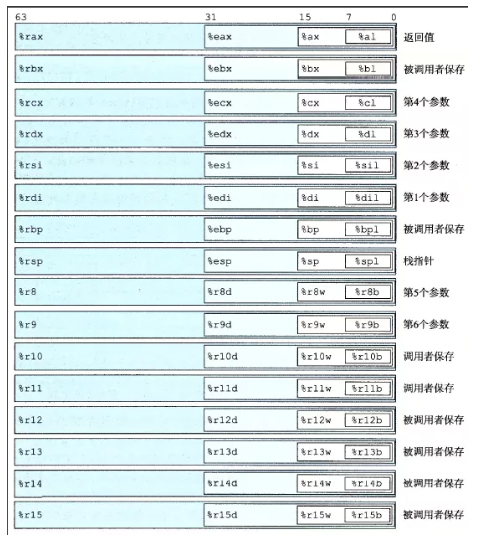 63 31 15 7 0
%rax %eax %ax %al 返回值
%rbx %ebx %bx %bl 被调用者保存
%rcx %ecx %cx %cl 第4个参数
%rdx %edx %dx %dl 第3个参数
%rsi %esi %si %sil 第2个参数
%rdi %edi %di %dil 第1个参数
%rbp %ebp %bp %bpl 被调用者保存
%rsp %esp %sp %spl 栈指针
%r8 %r8d %r8w %r8b 第5个参数
%r9 %r9d %r9w %r9b 第6个参数
%r10 %r10d %r10w %r10b 调用者保存
%r11 %r11d %r11w %r11b 调用者保存
%r12 %r12d %r12w %r12b 被调用者保存
%r13 %r13d %r13w %r13b 被调用者保存
%r14 %r14d %r14w %r14b 被调用者保存
%r15 %r15d %r15w %r15b 被调用者保存